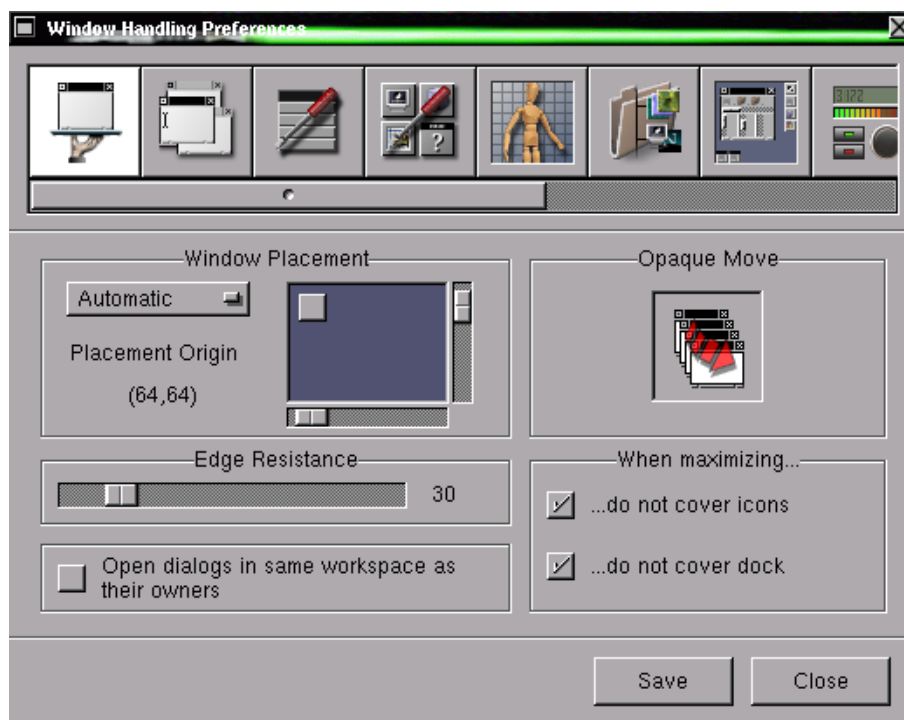 Window Handling Preferences
3172
Window Placement
Automatic
Placement Origin
(64,64)
Opaque Move
Edge Resistance
30
When maximizing...
...do not cover icons
...do not cover dock
Open dialogs in same workspace as
their owners
Save
Close